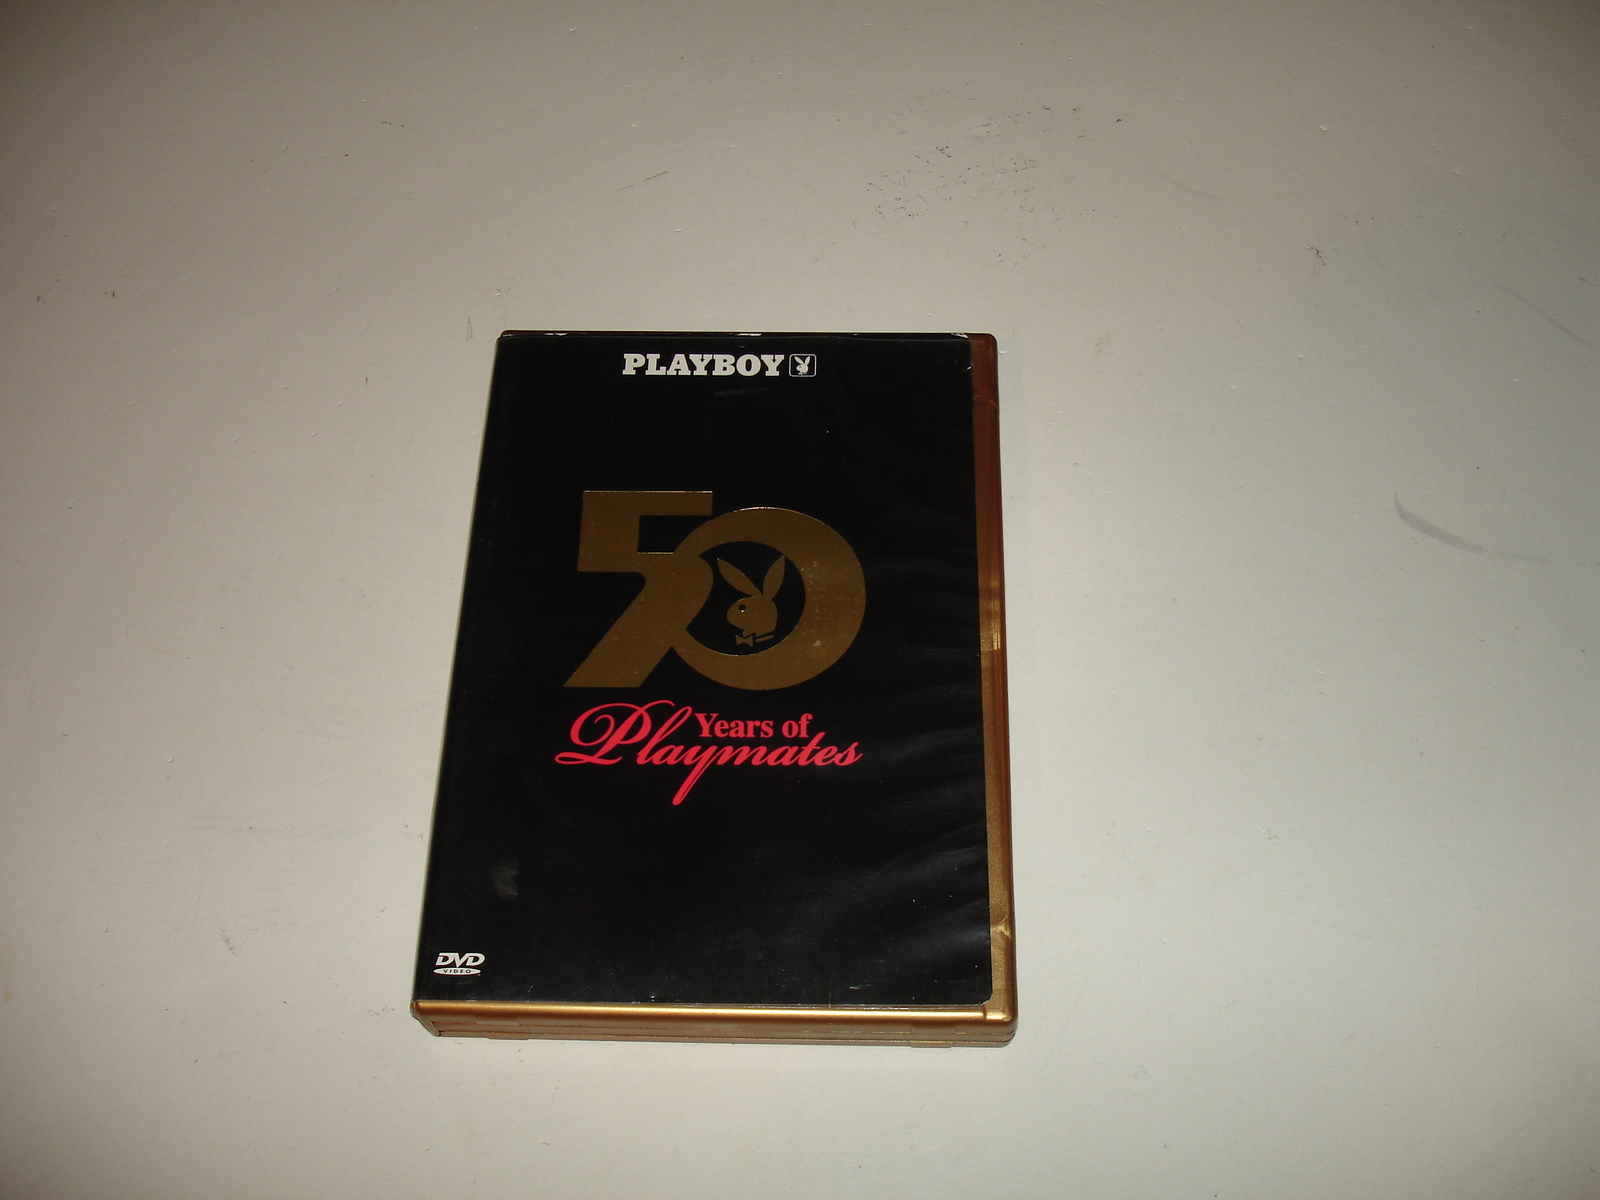 PLAYBOY
50
Years of
Playmates
DVD
VIDEO